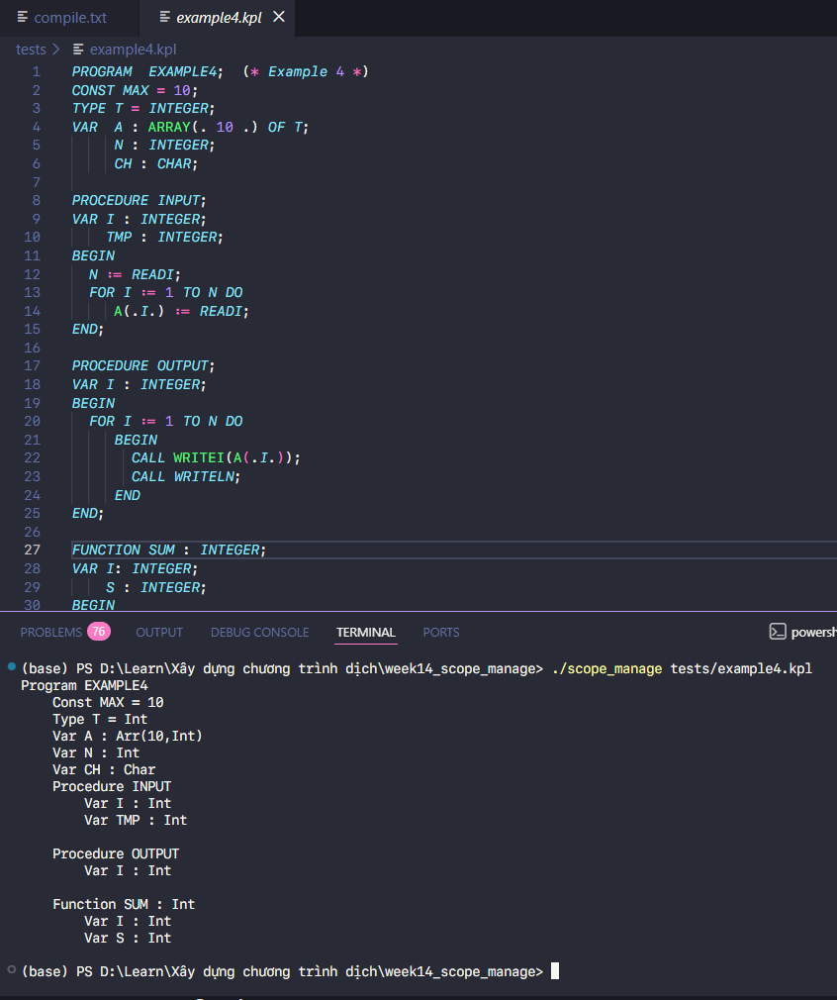 compile.txt example4.kpl
tests > example4.kpl
1 PROGRAM  EXAMPLE4;  (* Example 4 *)
2 CONST MAX = 10;
3 TYPE T = INTEGER;
4 VAR  A : ARRAY(. 10 .) OF T;
5      N : INTEGER;
6      CH : CHAR;
7
8 PROCEDURE INPUT;
9 VAR I : INTEGER;
10     TMP : INTEGER;
11 BEGIN
12   N := READI;
13   FOR I := 1 TO N DO
14      A(.I.) := READI;
15 END;
16
17 PROCEDURE OUTPUT;
18 VAR I : INTEGER;
19 BEGIN
20   FOR I := 1 TO N DO
21      BEGIN
22        CALL WRITEI(A(.I.));
23        CALL WRITELN;
24      END
25 END;
26
27 FUNCTION SUM : INTEGER;
28 VAR I: INTEGER;
29     S : INTEGER;
30 BEGIN
PROBLEMS 76 OUTPUT DEBUG CONSOLE TERMINAL PORTS
(base) PS D:\Learn\Xây dựng chương trình dịch\week14_scope_manage> ./scope_manage tests/example4.kpl
Program EXAMPLE4
    Const MAX = 10
    Type T = Int
    Var A : Arr(10,Int)
    Var N : Int
    Var CH : Char
    Procedure INPUT
        Var I : Int
        Var TMP : Int
    Procedure OUTPUT
        Var I : Int
    Function SUM : Int
        Var I : Int
        Var S : Int
(base) PS D:\Learn\Xây dựng chương trình dịch\week14_scope_manage>